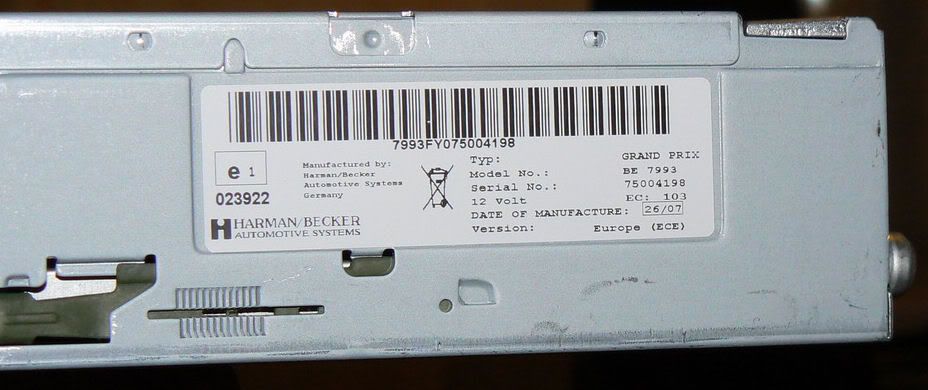 7993FY075004198
e 1
023922
Manufactured by:
Harman/Becker
Automotive Systems
Germany
HARMAN/BECKER
AUTOMOTIVE SYSTEMS
Typ: GRAND PRIX
Model No.: BE 7993
Serial No.: 75004198
12 Volt EC: 103
DATE OF MANUFACTURE: 26/07
Version: Europe (ECE)